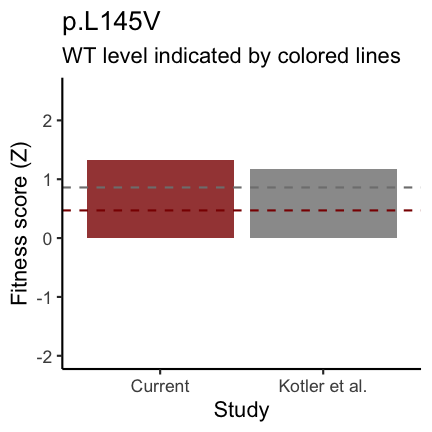 p.L145V
WT level indicated by colored lines
Fitness score (Z)
2
1
0
-1
-2
Current
Kotler et al.
Study